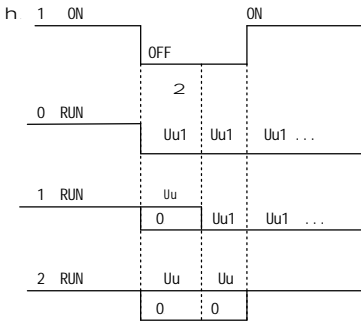 h 1 ON ON
OFF
2
0 RUN
Uu1 Uu1 Uu1 ...
1 RUN Uu
0 Uu1 Uu1 ...
2 RUN Uu Uu
0 0